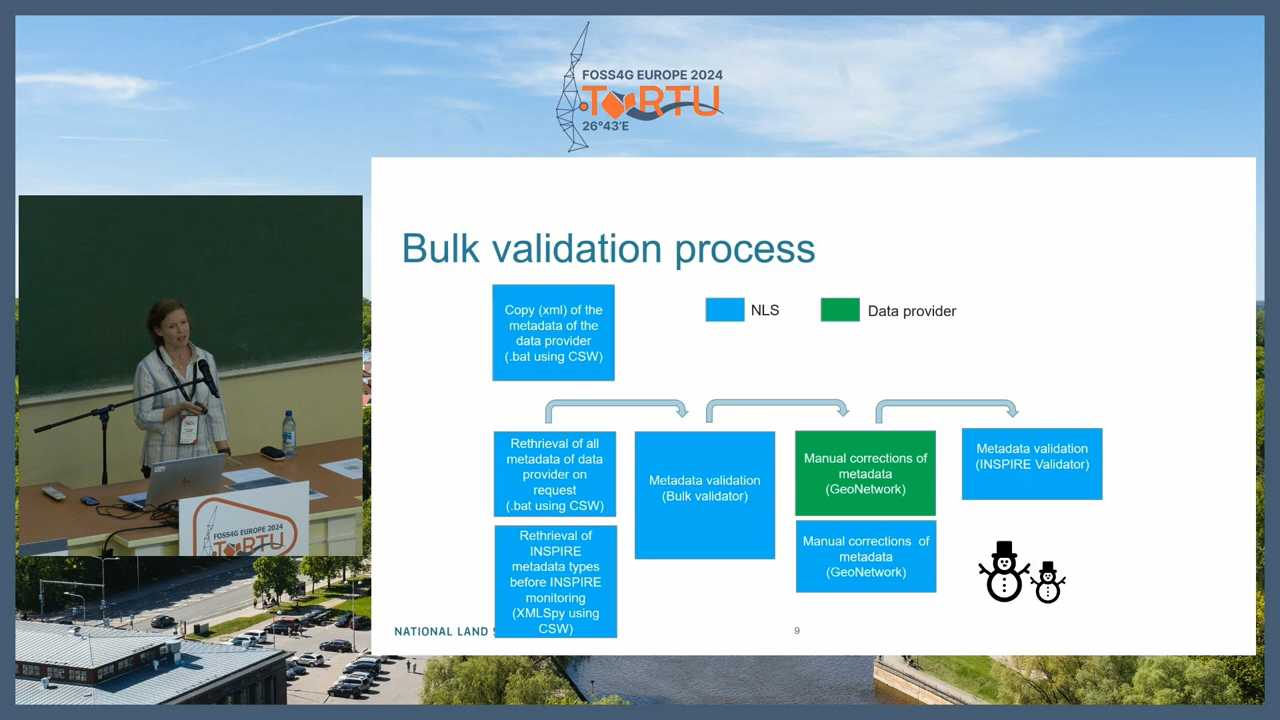 FOSS4G EUROPE 2024
TARTU
26°43'E
Bulk validation process
Copy (xml) of the
metadata of the
data provider
(.bat using CSW)
NLS
Data provider
Rethrieval of all
metadata of data
provider on
request
(.bat using CSW)
Metadata validation
(Bulk validator)
Manual corrections of
metadata
(GeoNetwork)
Metadata validation
(INSPIRE Validator)
Rethrieval of
INSPIRE
metadata types
before INSPIRE
monitoring
(XMLSpy using
CSW)
Manual corrections of
metadata
(GeoNetwork)
NATIONAL LAND
9
FOSS4G EUROPE 2024
TARTU